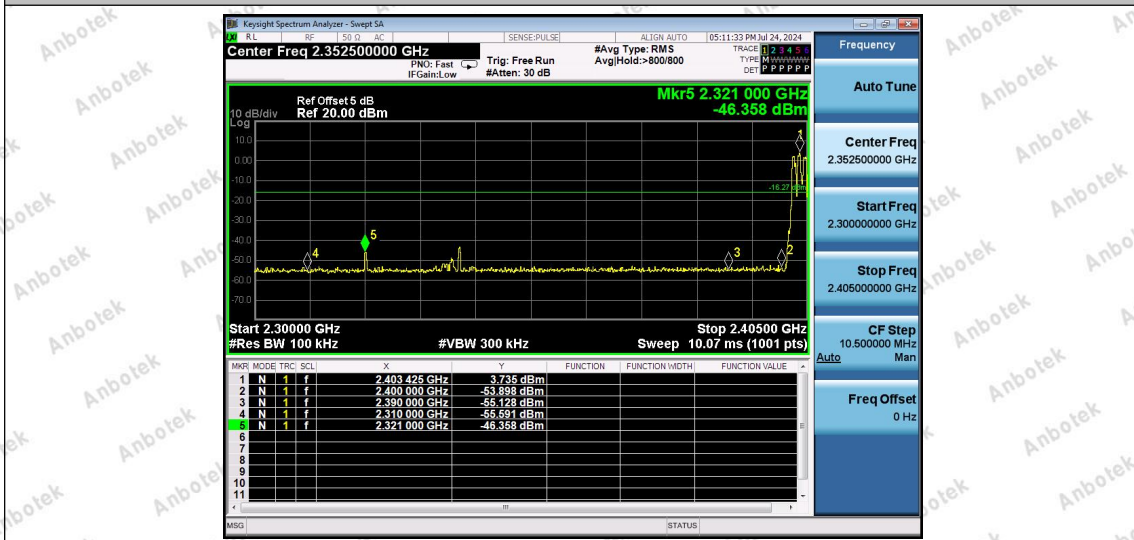 Keysight Spectrum Analyzer - Swept SA
LXI RL RF 50 Ω AC SENSE:PULSE ALIGN AUTO 05:11:33 PM Jul 24, 2024
Center Freq 2.352500000 GHz
PNO: Fast
IFGain:Low
Trig: Free Run
#Atten: 30 dB
#Avg Type: RMS
Avg|Hold:>800/800
TRACE 1 2 3 4 5 6
TYPE M WWWWW
DET P P P P P P
Mkr5 2.321 000 GHz
-46.358 dBm
Ref Offset 5 dB
10 dB/div Ref 20.00 dBm
Log
10.0
0.00
-10.0
-20.0
-30.0
-40.0
-50.0
-60.0
-70.0
1
-16.27 dBm
4
5
3
2
Start 2.30000 GHz Stop 2.40500 GHz
#Res BW 100 kHz #VBW 300 kHz Sweep 10.07 ms (1001 pts)
MKR MODE TRC SCL X Y FUNCTION FUNCTION WIDTH FUNCTION VALUE
1 N 1 f 2.403 425 GHz 3.735 dBm
2 N 1 f 2.400 000 GHz -53.898 dBm
3 N 1 f 2.390 000 GHz -55.128 dBm
4 N 1 f 2.310 000 GHz -55.591 dBm
5 N 1 f 2.321 000 GHz -46.358 dBm
6
7
8
9
10
11
MSG STATUS
Frequency
Auto Tune
Center Freq
2.352500000 GHz
Start Freq
2.300000000 GHz
Stop Freq
2.405000000 GHz
CF Step
10.500000 MHz
Auto Man
Freq Offset
0 Hz
Anbotek